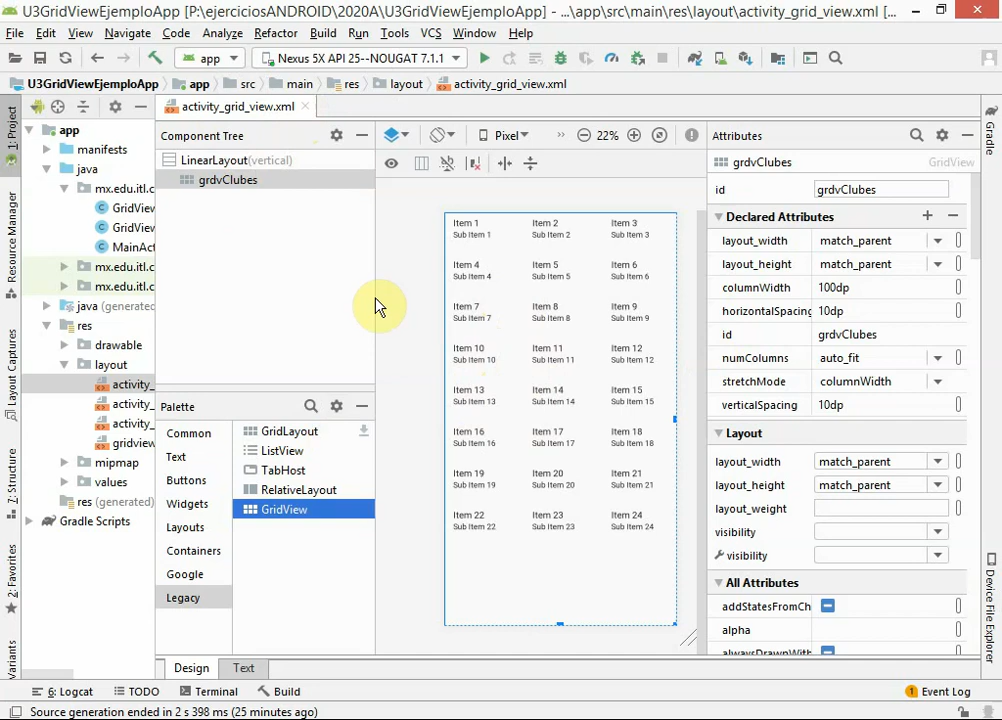 U3GridViewEjemploApp [P:\ejerciciosANDROID\2020A\U3GridViewEjemploApp] - ...\app\src\main\res\layout\activity_grid_view.xml [...
File Edit View Navigate Code Analyze Refactor Build Run Tools VCS Window Help
app Nexus 5X API 25--NOUGAT 7.1.1
U3GridViewEjemploApp app src main res layout activity_grid_view.xml
1: Project
Resource Manager
Layout Captures
7: Structure
2: Favorites
Variants
app
manifests
java
mx.edu.itl.c
GridView
GridView
MainAct
mx.edu.itl.c
mx.edu.itl.c
java (generated
res
drawable
layout
activity_
activity_
activity_
gridview
mipmap
values
res (generated)
Gradle Scripts
activity_grid_view.xml
Component Tree
LinearLayout(vertical)
grdvClubes
Palette
Common
Text
Buttons
Widgets
Layouts
Containers
Google
Legacy
GridLayout
ListView
TabHost
RelativeLayout
GridView
Pixel » 22%
Item 1 Item 2 Item 3
Sub Item 1 Sub Item 2 Sub Item 3
Item 4 Item 5 Item 6
Sub Item 4 Sub Item 5 Sub Item 6
Item 7 Item 8 Item 9
Sub Item 7 Sub Item 8 Sub Item 9
Item 10 Item 11 Item 12
Sub Item 10 Sub Item 11 Sub Item 12
Item 13 Item 14 Item 15
Sub Item 13 Sub Item 14 Sub Item 15
Item 16 Item 17 Item 18
Sub Item 16 Sub Item 17 Sub Item 18
Item 19 Item 20 Item 21
Sub Item 19 Sub Item 20 Sub Item 21
Item 22 Item 23 Item 24
Sub Item 22 Sub Item 23 Sub Item 24
Attributes
grdvClubes GridView
id grdvClubes
Declared Attributes
layout_width match_parent
layout_height match_parent
columnWidth 100dp
horizontalSpacing 10dp
id grdvClubes
numColumns auto_fit
stretchMode columnWidth
verticalSpacing 10dp
Layout
layout_width match_parent
layout_height match_parent
layout_weight
visibility
visibility
All Attributes
addStatesFromCh
alpha
alwaysDrawnWith
Gradle
Device File Explorer
Design Text
6: Logcat TODO Terminal Build 1 Event Log
Source generation ended in 2 s 398 ms (25 minutes ago)